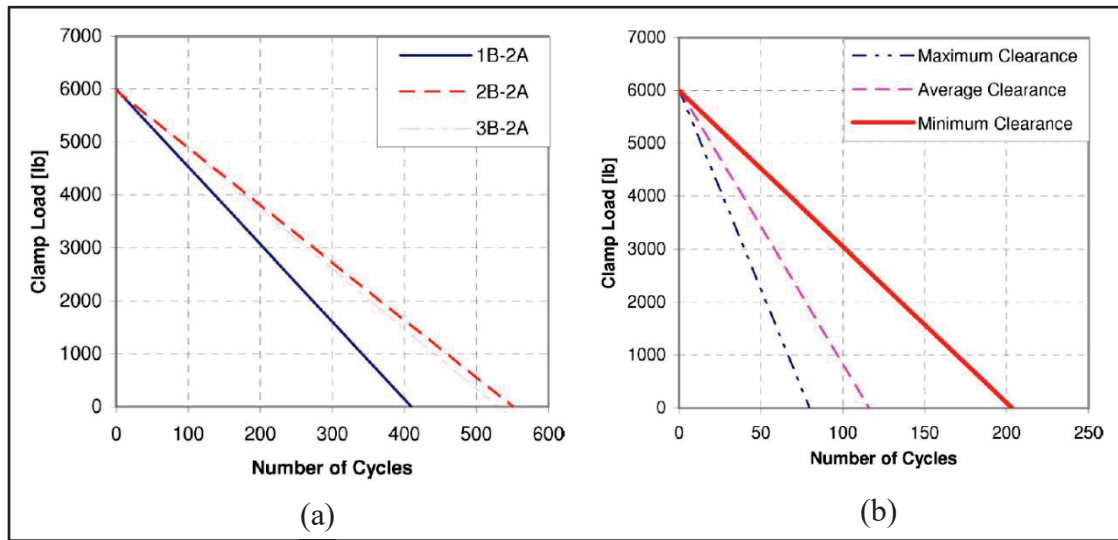 7000
6000
5000
4000
3000
2000
1000
0
Clamp Load [lb]
1B-2A
2B-2A
3B-2A
0 100 200 300 400 500 600
Number of Cycles
(a)
7000
6000
5000
4000
3000
2000
1000
0
Clamp Load [lb]
Maximum Clearance
Average Clearance
Minimum Clearance
0 50 100 150 200 250
Number of Cycles
(b)